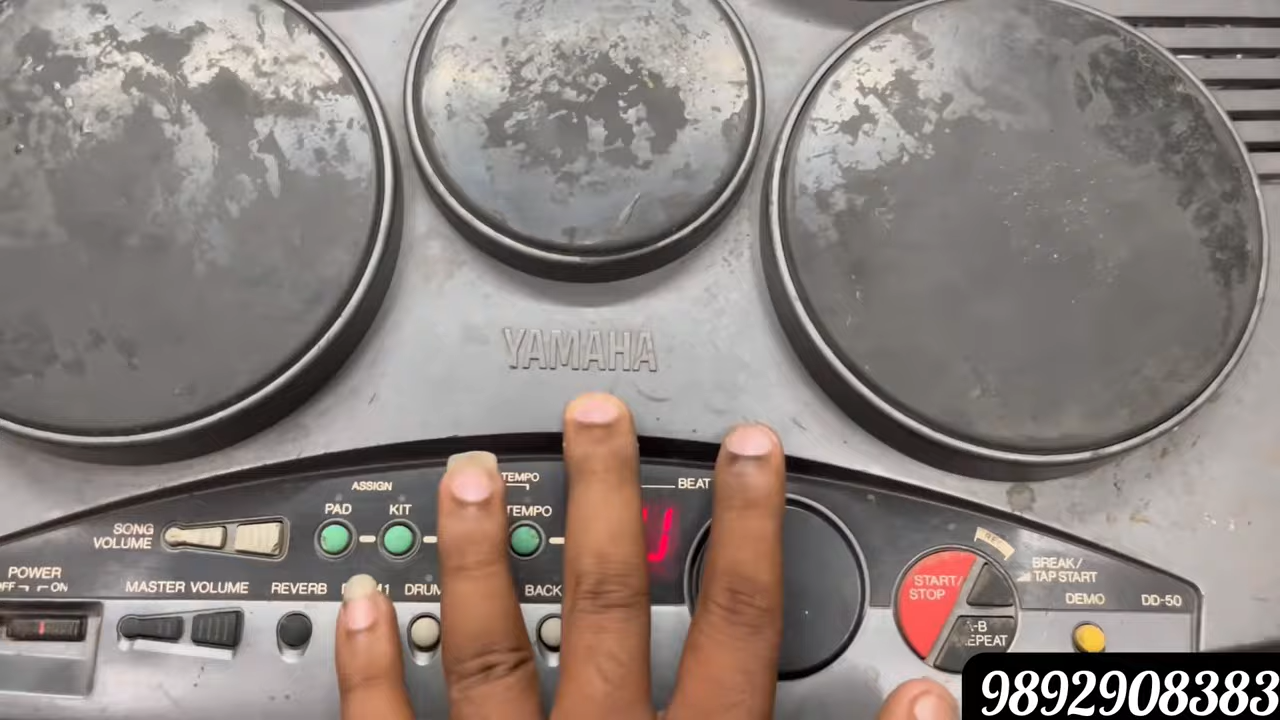 YAMAHA
TEMPO
ASSIGN
BEAT
PAD KIT TEMPO
SONG
VOLUME
BREAK/
TAP START
POWER
OFF ON
MASTER VOLUME REVERB DRUM BACK
START/
STOP
DEMO DD-50
9892908383